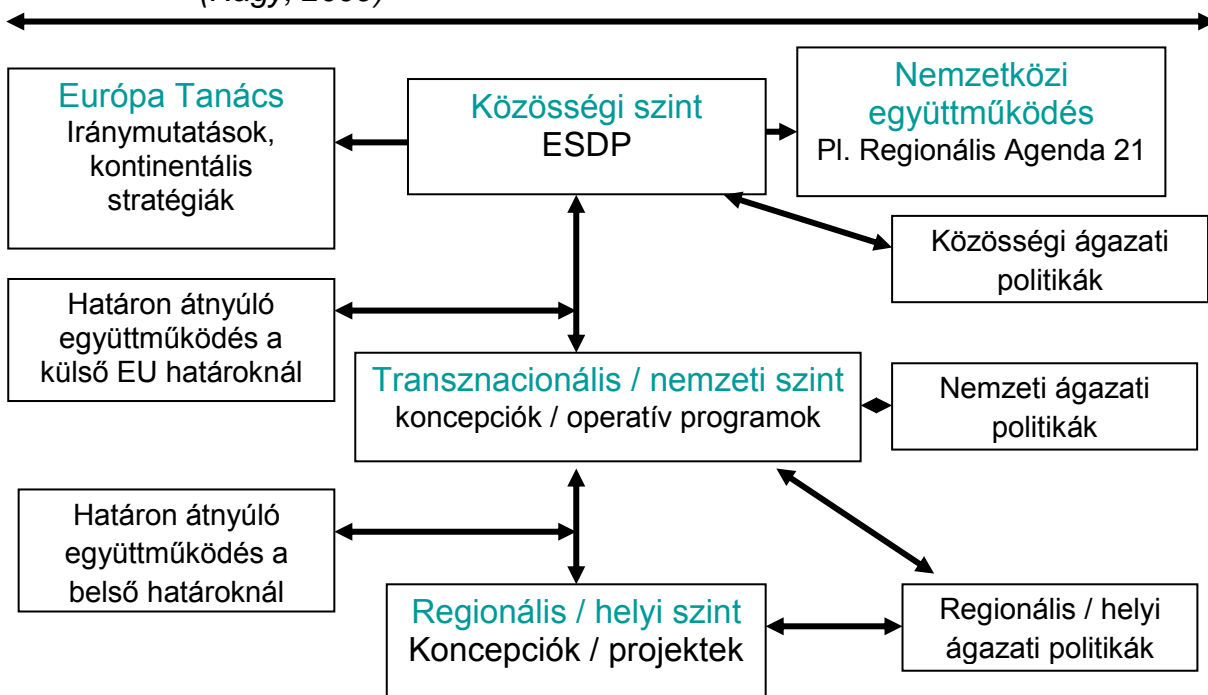 Európa Tanács
Iránymutatások,
kontinentális
stratégiák
Közösségi szint
ESDP
Nemzetközi
együttműködés
Pl. Regionális Agenda 21
Közösségi ágazati
politikák
Határon átnyúló
együttműködés a
külső EU határoknál
Transznacionális / nemzeti szint
koncepciók / operatív programok
Nemzeti ágazati
politikák
Határon átnyúló
együttműködés a
belső határoknál
Regionális / helyi szint
Koncepciók / projektek
Regionális / helyi
ágazati politikák